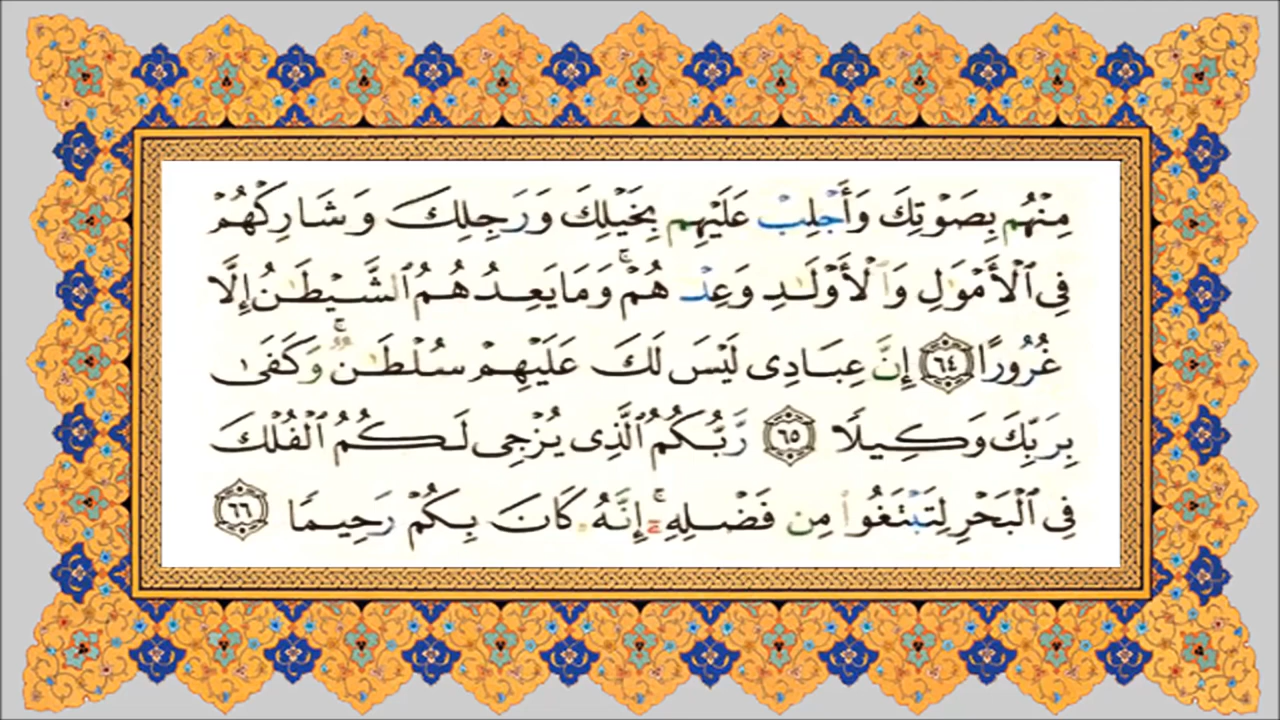 مِنْهُم بِصَوْتِكَ وَأَجْلِبْ عَلَيْهِم بِخَيْلِكَ وَرَجِلِكَ وَشَارِكْهُمْ
فِى ٱلْأَمْوَٰلِ وَٱلْأَوْلَـٰدِ وَعِدْهُمْ ۚ وَمَا يَعِدُهُمُ ٱلشَّيْطَـٰنُ إِلَّا
غُرُورًا ٦٤ إِنَّ عِبَادِى لَيْسَ لَكَ عَلَيْهِمْ سُلْطَـٰنٌ ۚ وَكَفَىٰ
بِرَبِّكَ وَكِيلًا ٦٥ رَّبُّكُمُ ٱلَّذِى يُزْجِى لَكُمُ ٱلْفُلْكَ
فِى ٱلْبَحْرِ لِتَبْتَغُوا۟ مِن فَضْلِهِۦٓ ۚ إِنَّهُۥ كَانَ بِكُمْ رَحِيمًا ٦٦